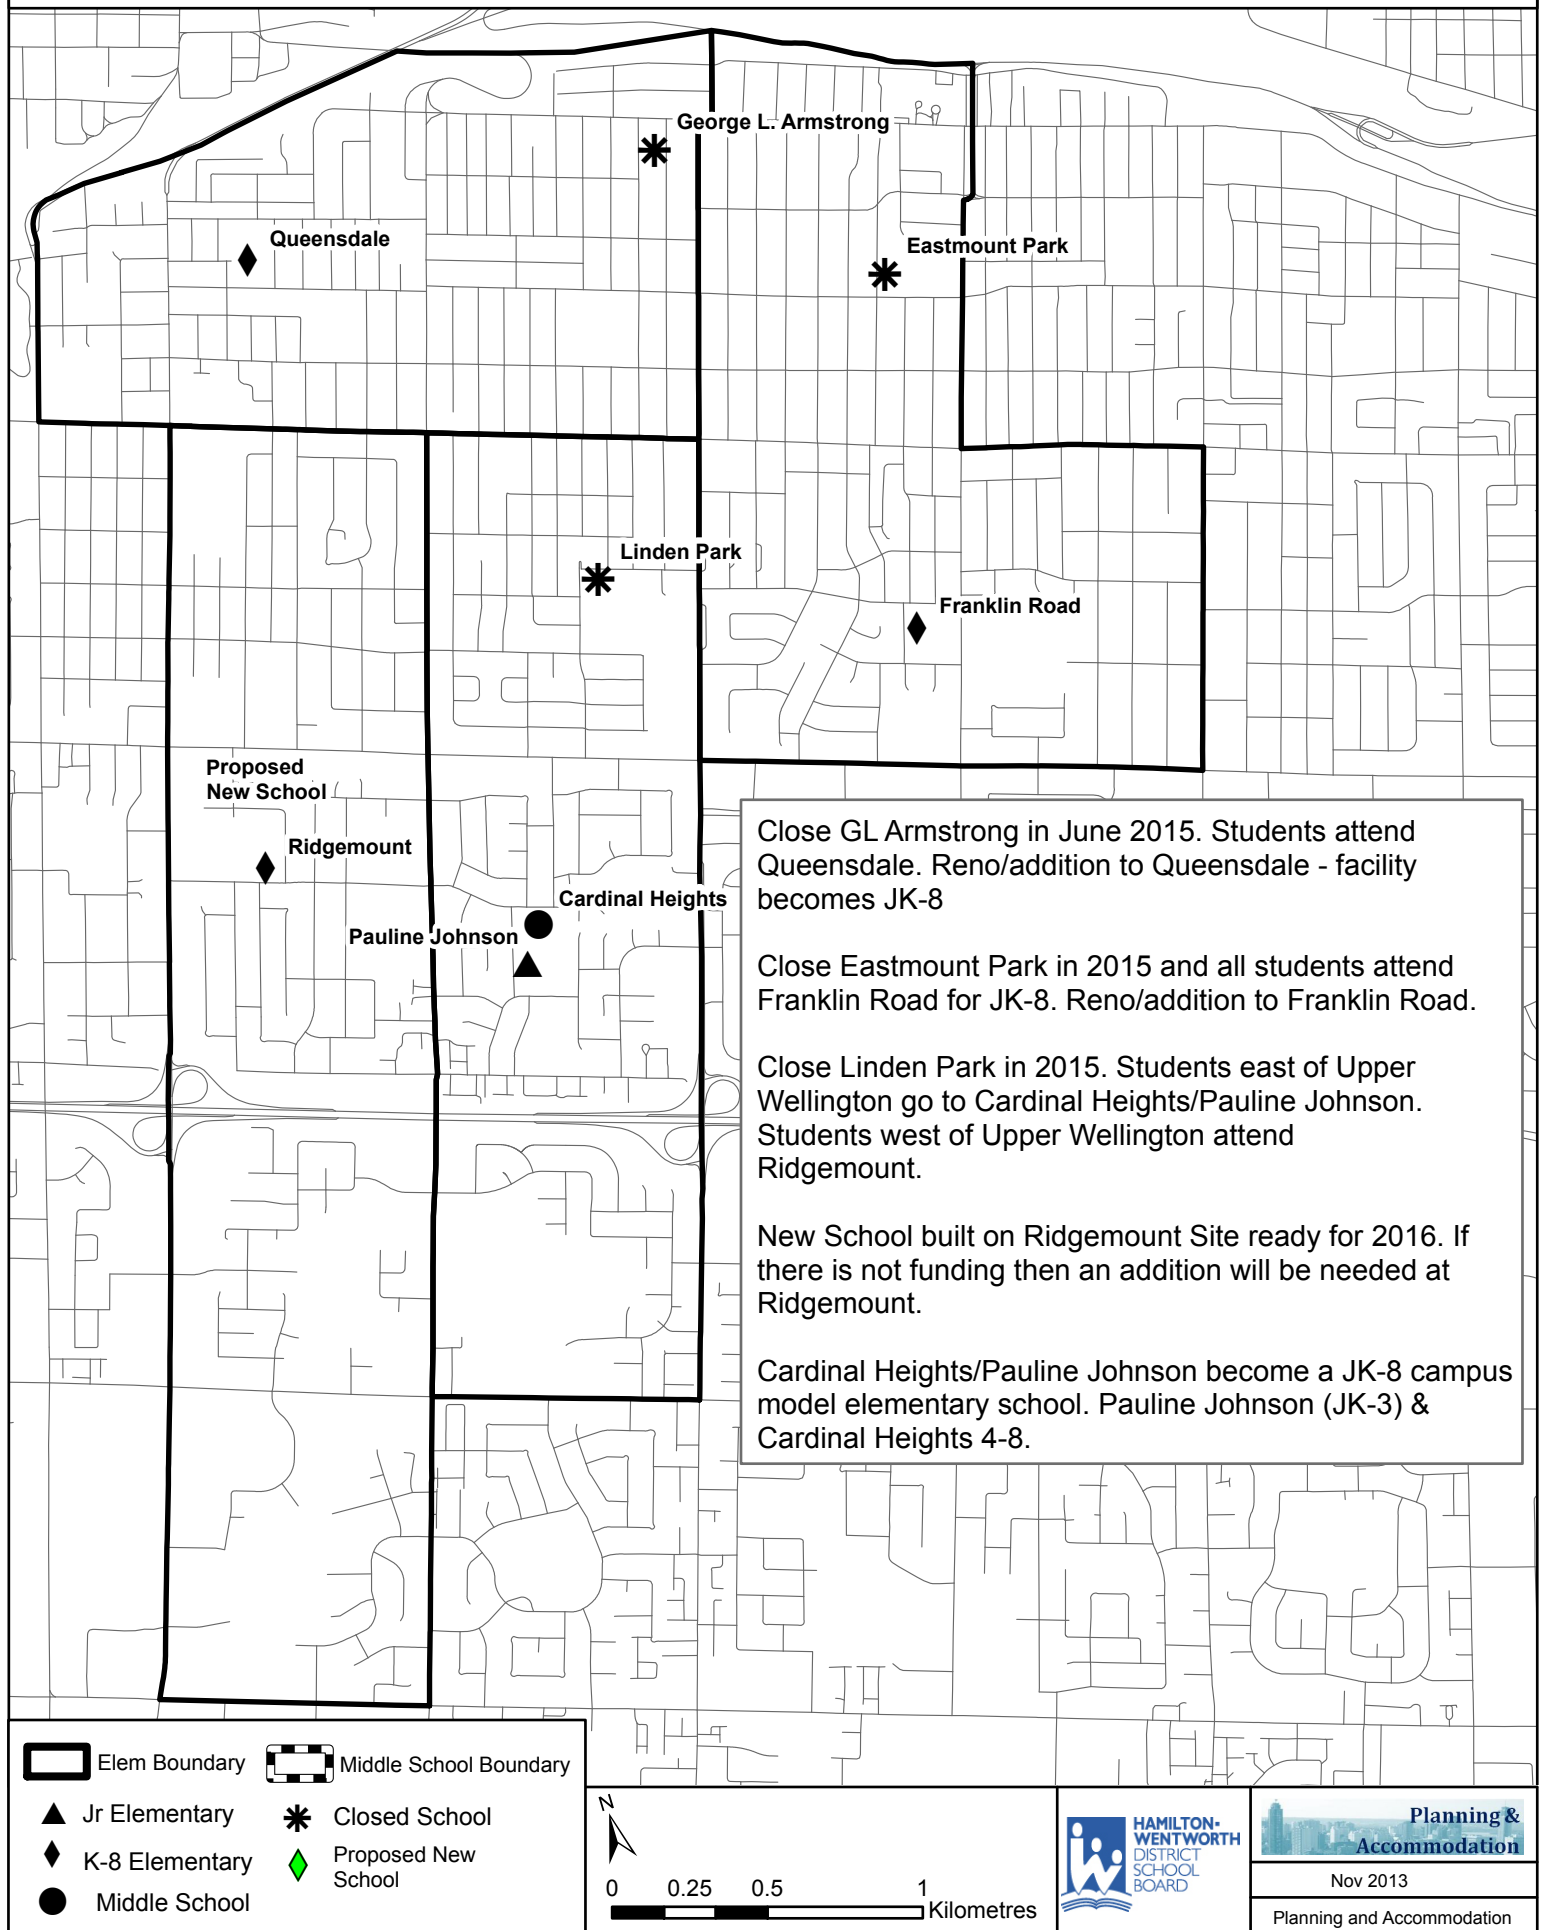 George L. Armstrong
Queensdale
Eastmount Park
Linden Park
Franklin Road
Proposed
New School
Ridgemount
Cardinal Heights
Pauline Johnson
Close GL Armstrong in June 2015. Students attend
Queensdale. Reno/addition to Queensdale - facility
becomes JK-8
Close Eastmount Park in 2015 and all students attend
Franklin Road for JK-8. Reno/addition to Franklin Road.
Close Linden Park in 2015. Students east of Upper
Wellington go to Cardinal Heights/Pauline Johnson.
Students west of Upper Wellington attend
Ridgemount.
New School built on Ridgemount Site ready for 2016. If
there is not funding then an addition will be needed at
Ridgemount.
Cardinal Heights/Pauline Johnson become a JK-8 campus
model elementary school. Pauline Johnson (JK-3) &
Cardinal Heights 4-8.
Elem Boundary
Middle School Boundary
Jr Elementary
Closed School
K-8 Elementary
Proposed New
School
Middle School
N
0 0.25 0.5 1
Kilometres
HAMILTON-
WENTWORTH
DISTRICT
SCHOOL
BOARD
Planning &
Accommodation
Nov 2013
Planning and Accommodation